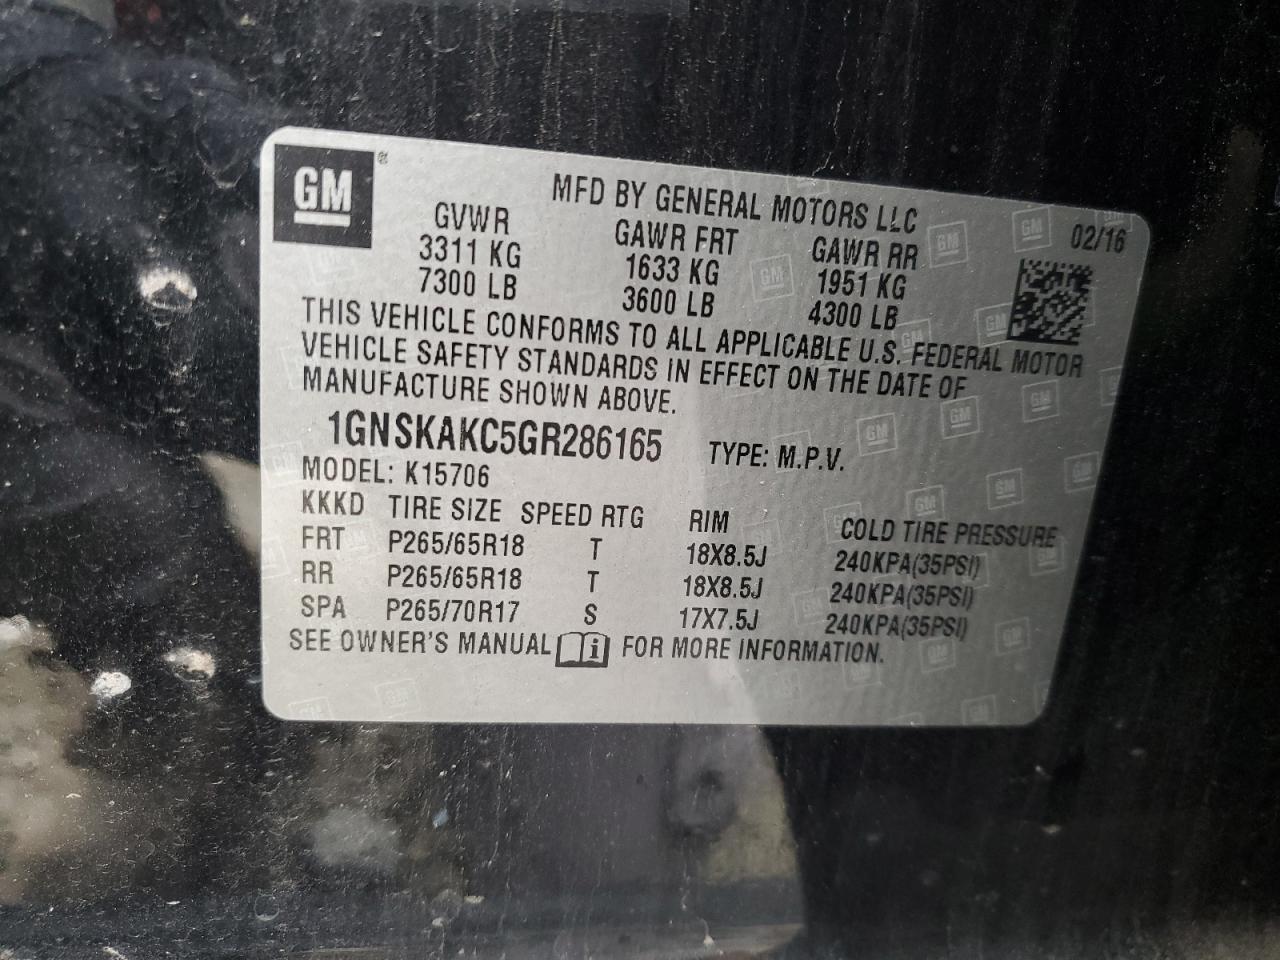 GM ®
MFD BY GENERAL MOTORS LLC
02/16
GVWR GAWR FRT GAWR RR
3311 KG 1633 KG 1951 KG
7300 LB 3600 LB 4300 LB
THIS VEHICLE CONFORMS TO ALL APPLICABLE U.S. FEDERAL MOTOR
VEHICLE SAFETY STANDARDS IN EFFECT ON THE DATE OF
MANUFACTURE SHOWN ABOVE.
1GNSKAKC5GR286165 TYPE: M.P.V.
MODEL: K15706
KKKD TIRE SIZE SPEED RTG RIM COLD TIRE PRESSURE
FRT P265/65R18 T 18X8.5J 240KPA(35PSI)
RR P265/65R18 T 18X8.5J 240KPA(35PSI)
SPA P265/70R17 S 17X7.5J 240KPA(35PSI)
SEE OWNER'S MANUAL i FOR MORE INFORMATION.